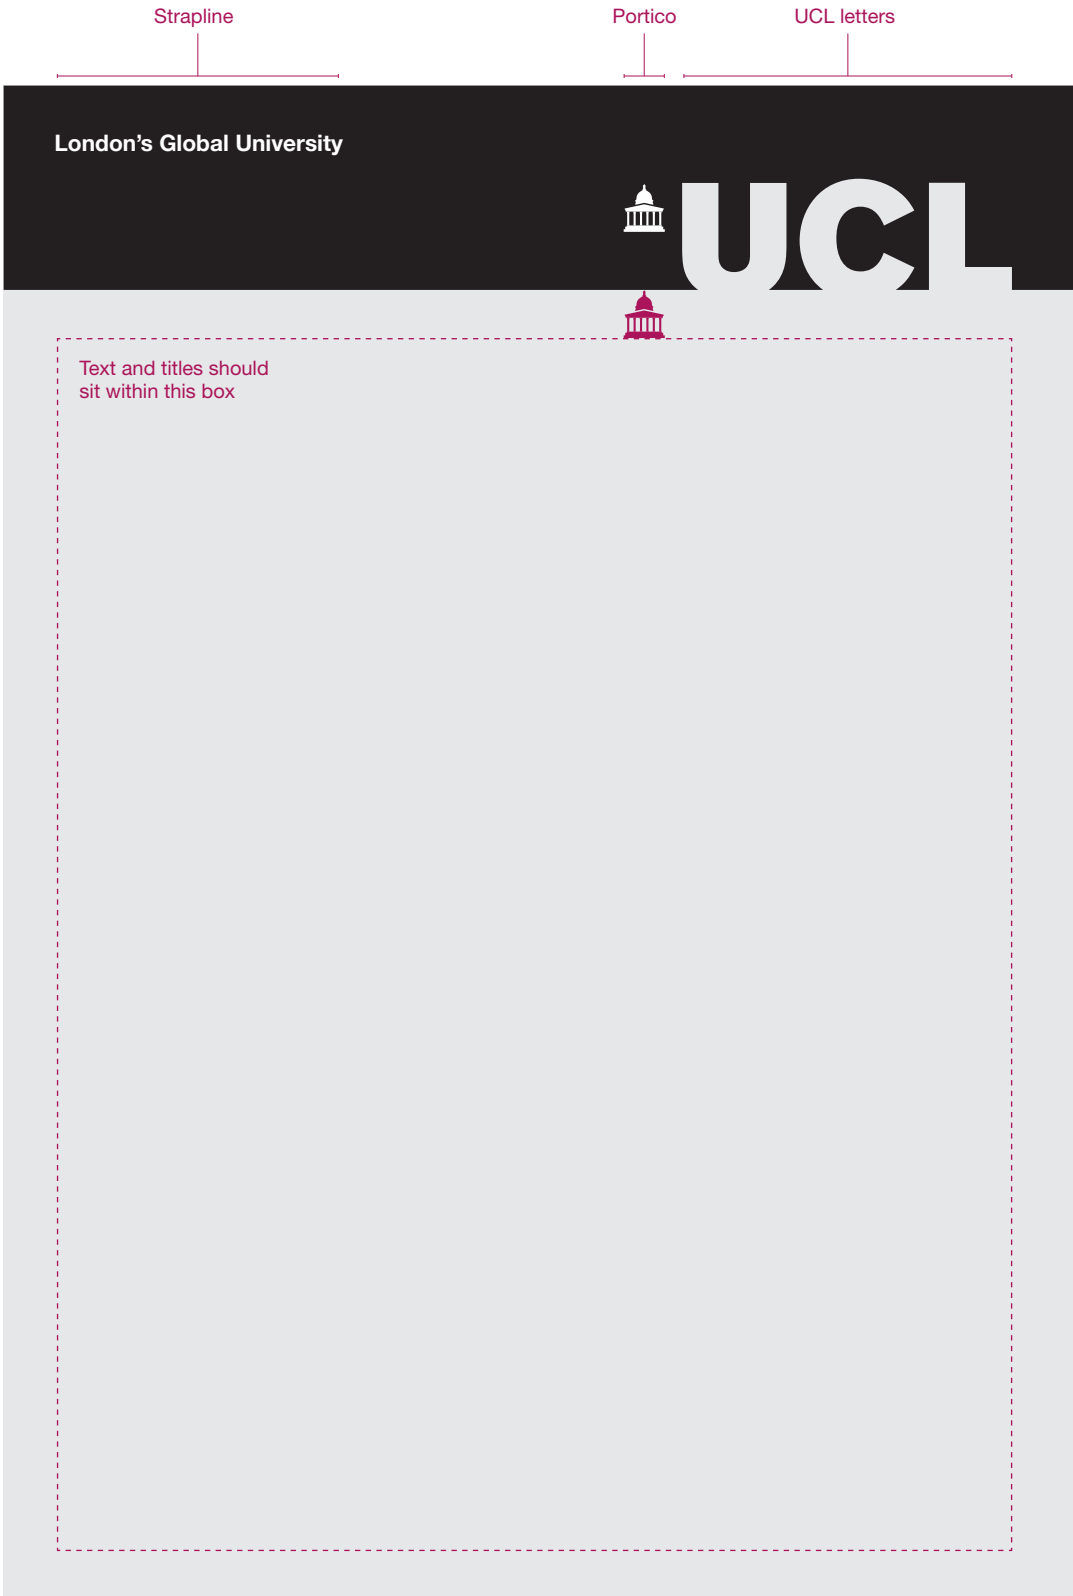 Strapline
Portico
UCL letters
London’s Global University
UCL
Text and titles should
sit within this box